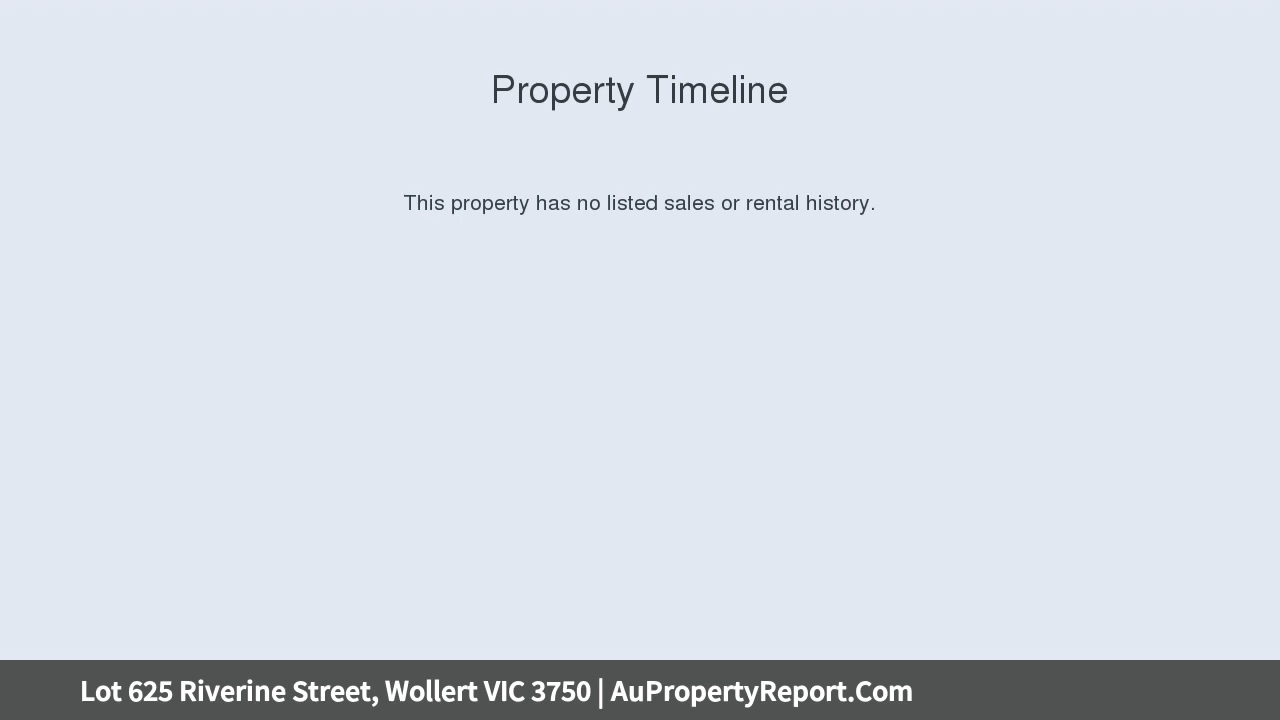 Property Timeline
This property has no listed sales or rental history.
Lot 625 Riverine Street, Wollert VIC 3750 | AuPropertyReport.Com